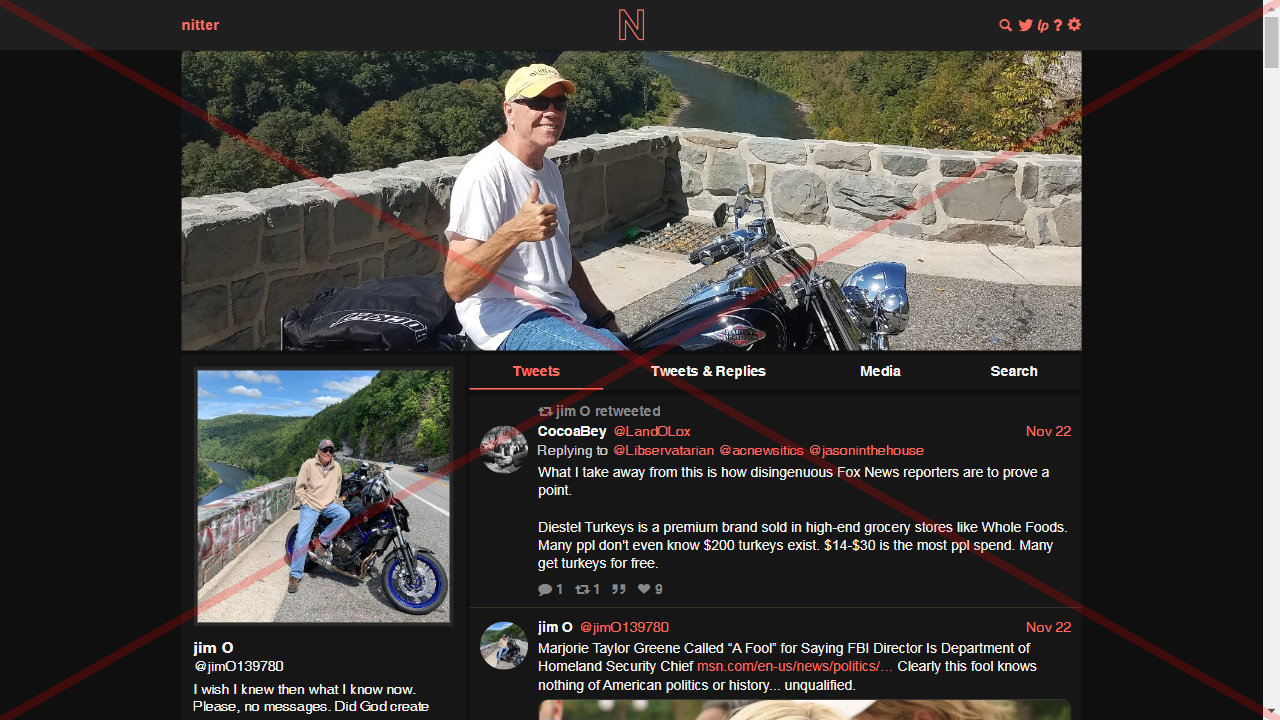 nitter
N
lp ?
Tweets
Tweets & Replies
Media
Search
jim O retweeted
CocoaBey @LandOLox
Nov 22
Replying to @Libservatarian @acnewsitics @jasoninthehouse
What I take away from this is how disingenuous Fox News reporters are to prove a
point.
Diestel Turkeys is a premium brand sold in high-end grocery stores like Whole Foods.
Many ppl don't even know $200 turkeys exist. $14-$30 is the most ppl spend. Many
get turkeys for free.
1 1 9
jim O @jimO139780
Nov 22
Marjorie Taylor Greene Called “A Fool” for Saying FBI Director Is Department of
Homeland Security Chief msn.com/en-us/news/politics/… Clearly this fool knows
nothing of American politics or history... unqualified.
jim O
@jimO139780
I wish I knew then what I know now.
Please, no messages. Did God create